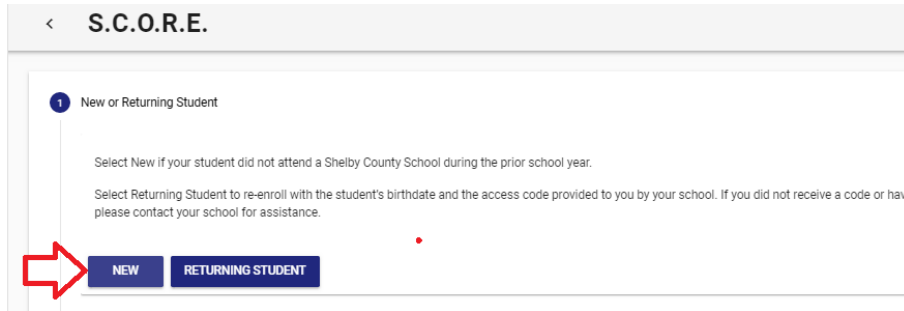 S.C.O.R.E.
1 New or Returning Student
Select New if your student did not attend a Shelby County School during the prior school year.
Select Returning Student to re-enroll with the student's birthdate and the access code provided to you by your school. If you did not receive a code or
please contact your school for assistance.
NEW RETURNING STUDENT